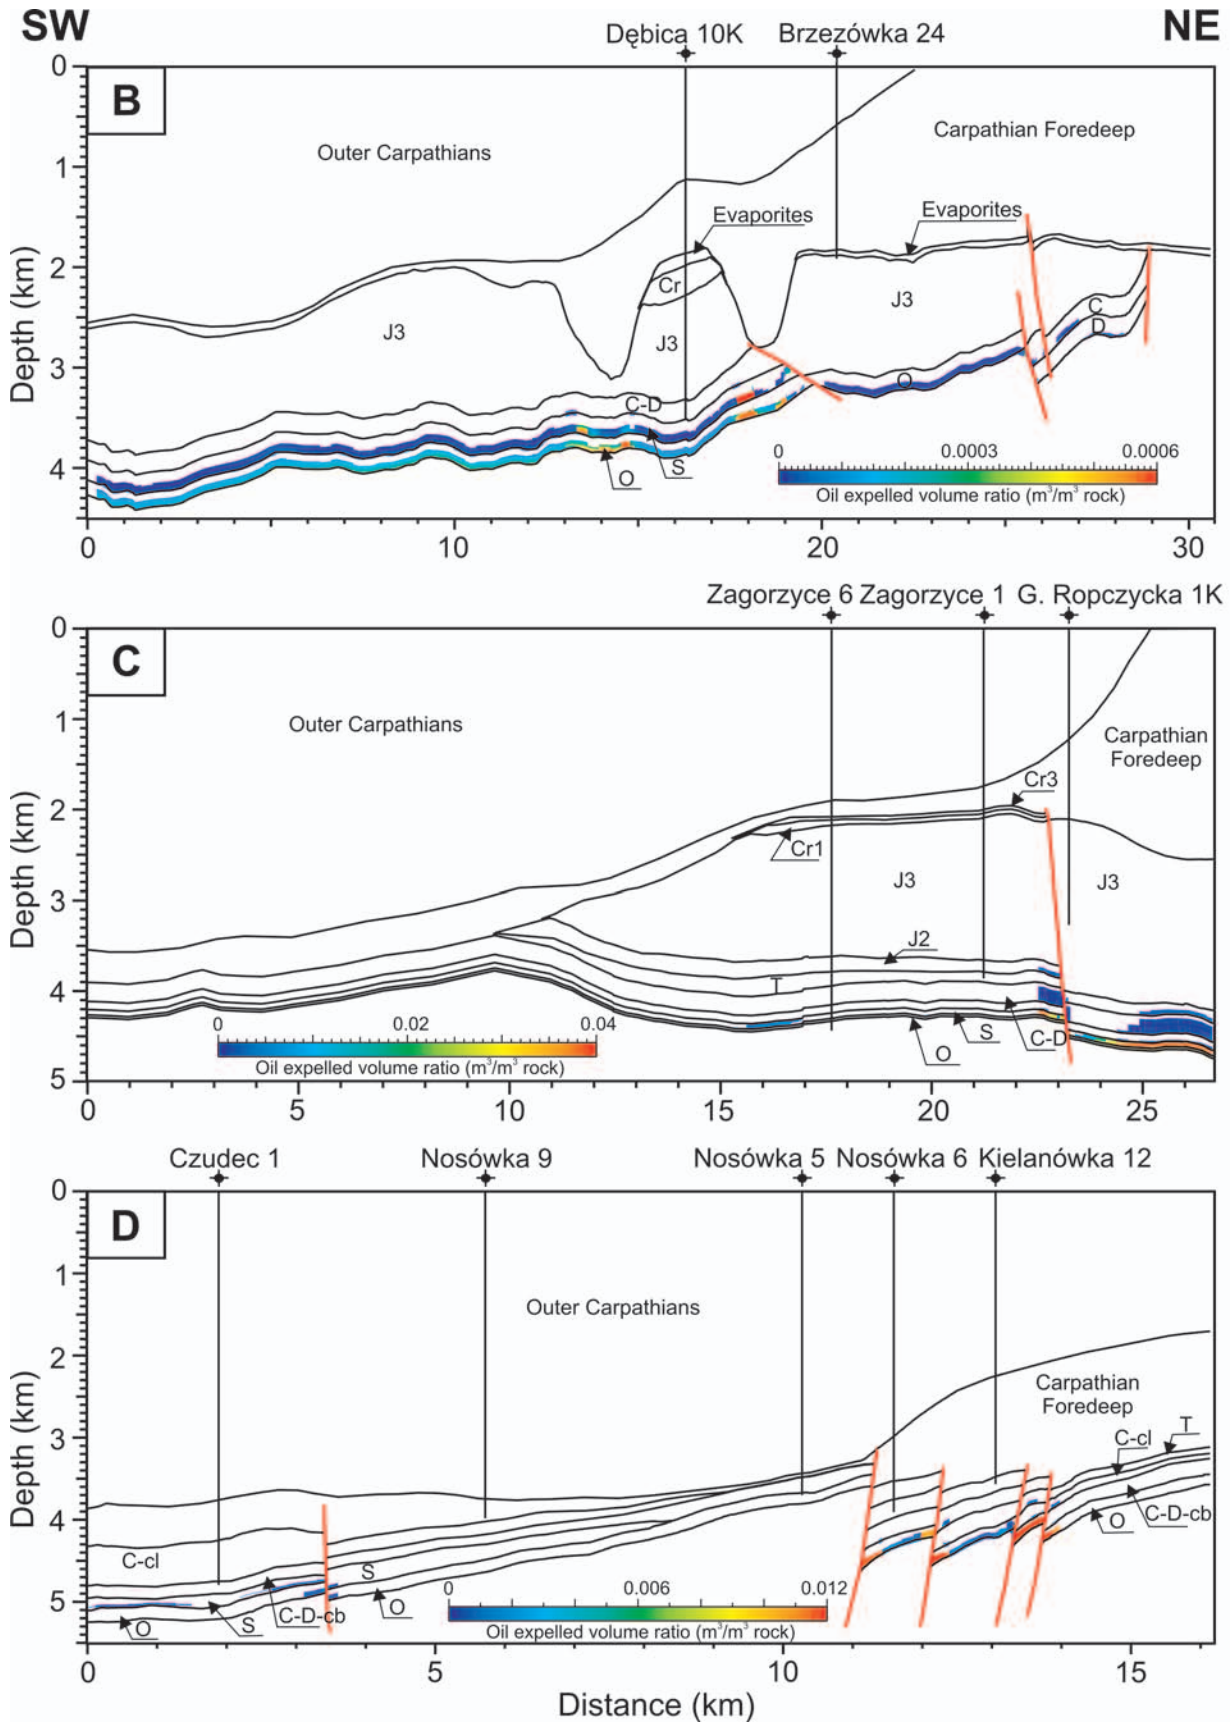 SW
NE
Dębica 10K
Brzezówka 24
B
Outer Carpathians
Carpathian Foredeep
Evaporites
Evaporites
Cr
J3
J3
J3
C
D
C-D
O
S
O
0
0.0003
0.0006
Oil expelled volume ratio (m³/m³ rock)
Depth (km)
0
1
2
3
4
0
10
20
30
Zagorzyce 6
Zagorzyce 1
G. Ropczycka 1K
C
Outer Carpathians
Carpathian
Foredeep
Cr3
Cr1
J3
J3
J2
T
C-D
S
O
0
0.02
0.04
Oil expelled volume ratio (m³/m³ rock)
Depth (km)
0
1
2
3
4
5
0
5
10
15
20
25
Czudec 1
Nosówka 9
Nosówka 5
Nosówka 6
Kielanówka 12
D
Outer Carpathians
Carpathian
Foredeep
C-cl
T
C-D-cb
O
C-cl
S
O
S
C-D-cb
O
0
0.006
0.012
Oil expelled volume ratio (m³/m³ rock)
Depth (km)
0
1
2
3
4
5
0
5
10
15
Distance (km)